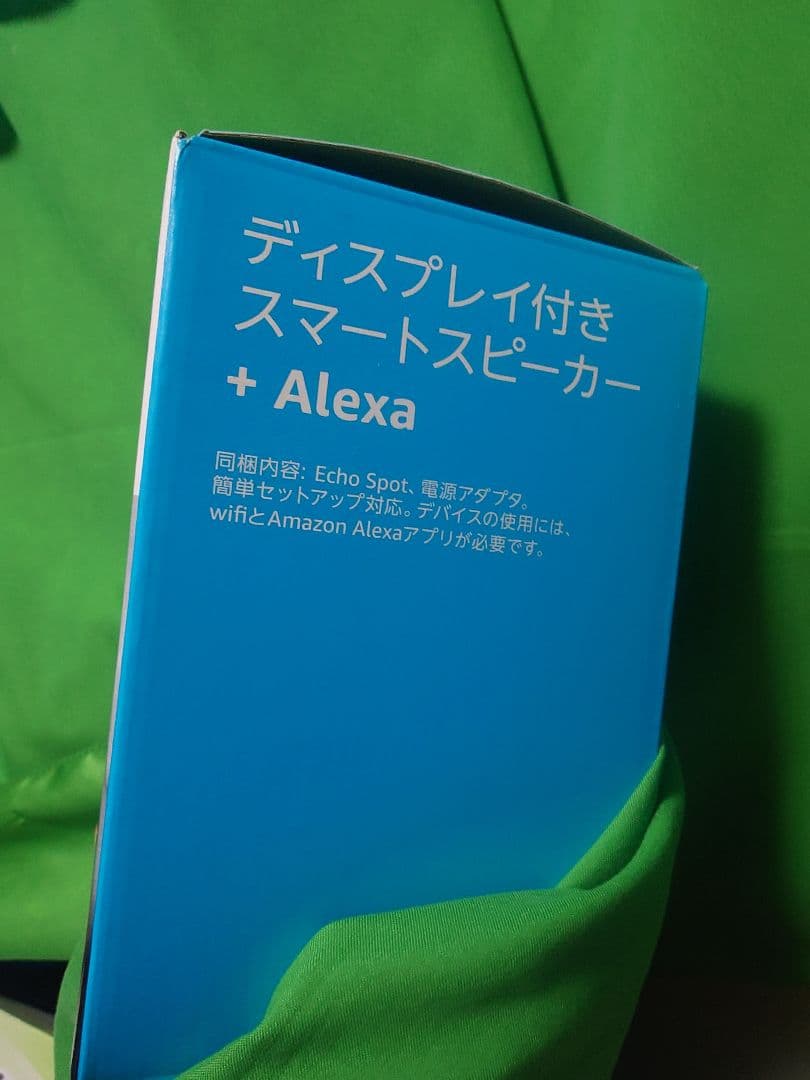 ディスプレイ付き
スマートスピーカー
+ Alexa
同梱内容: Echo Spot、電源アダプタ。
簡単セットアップ対応。デバイスの使用には、
wifiとAmazon Alexaアプリが必要です。